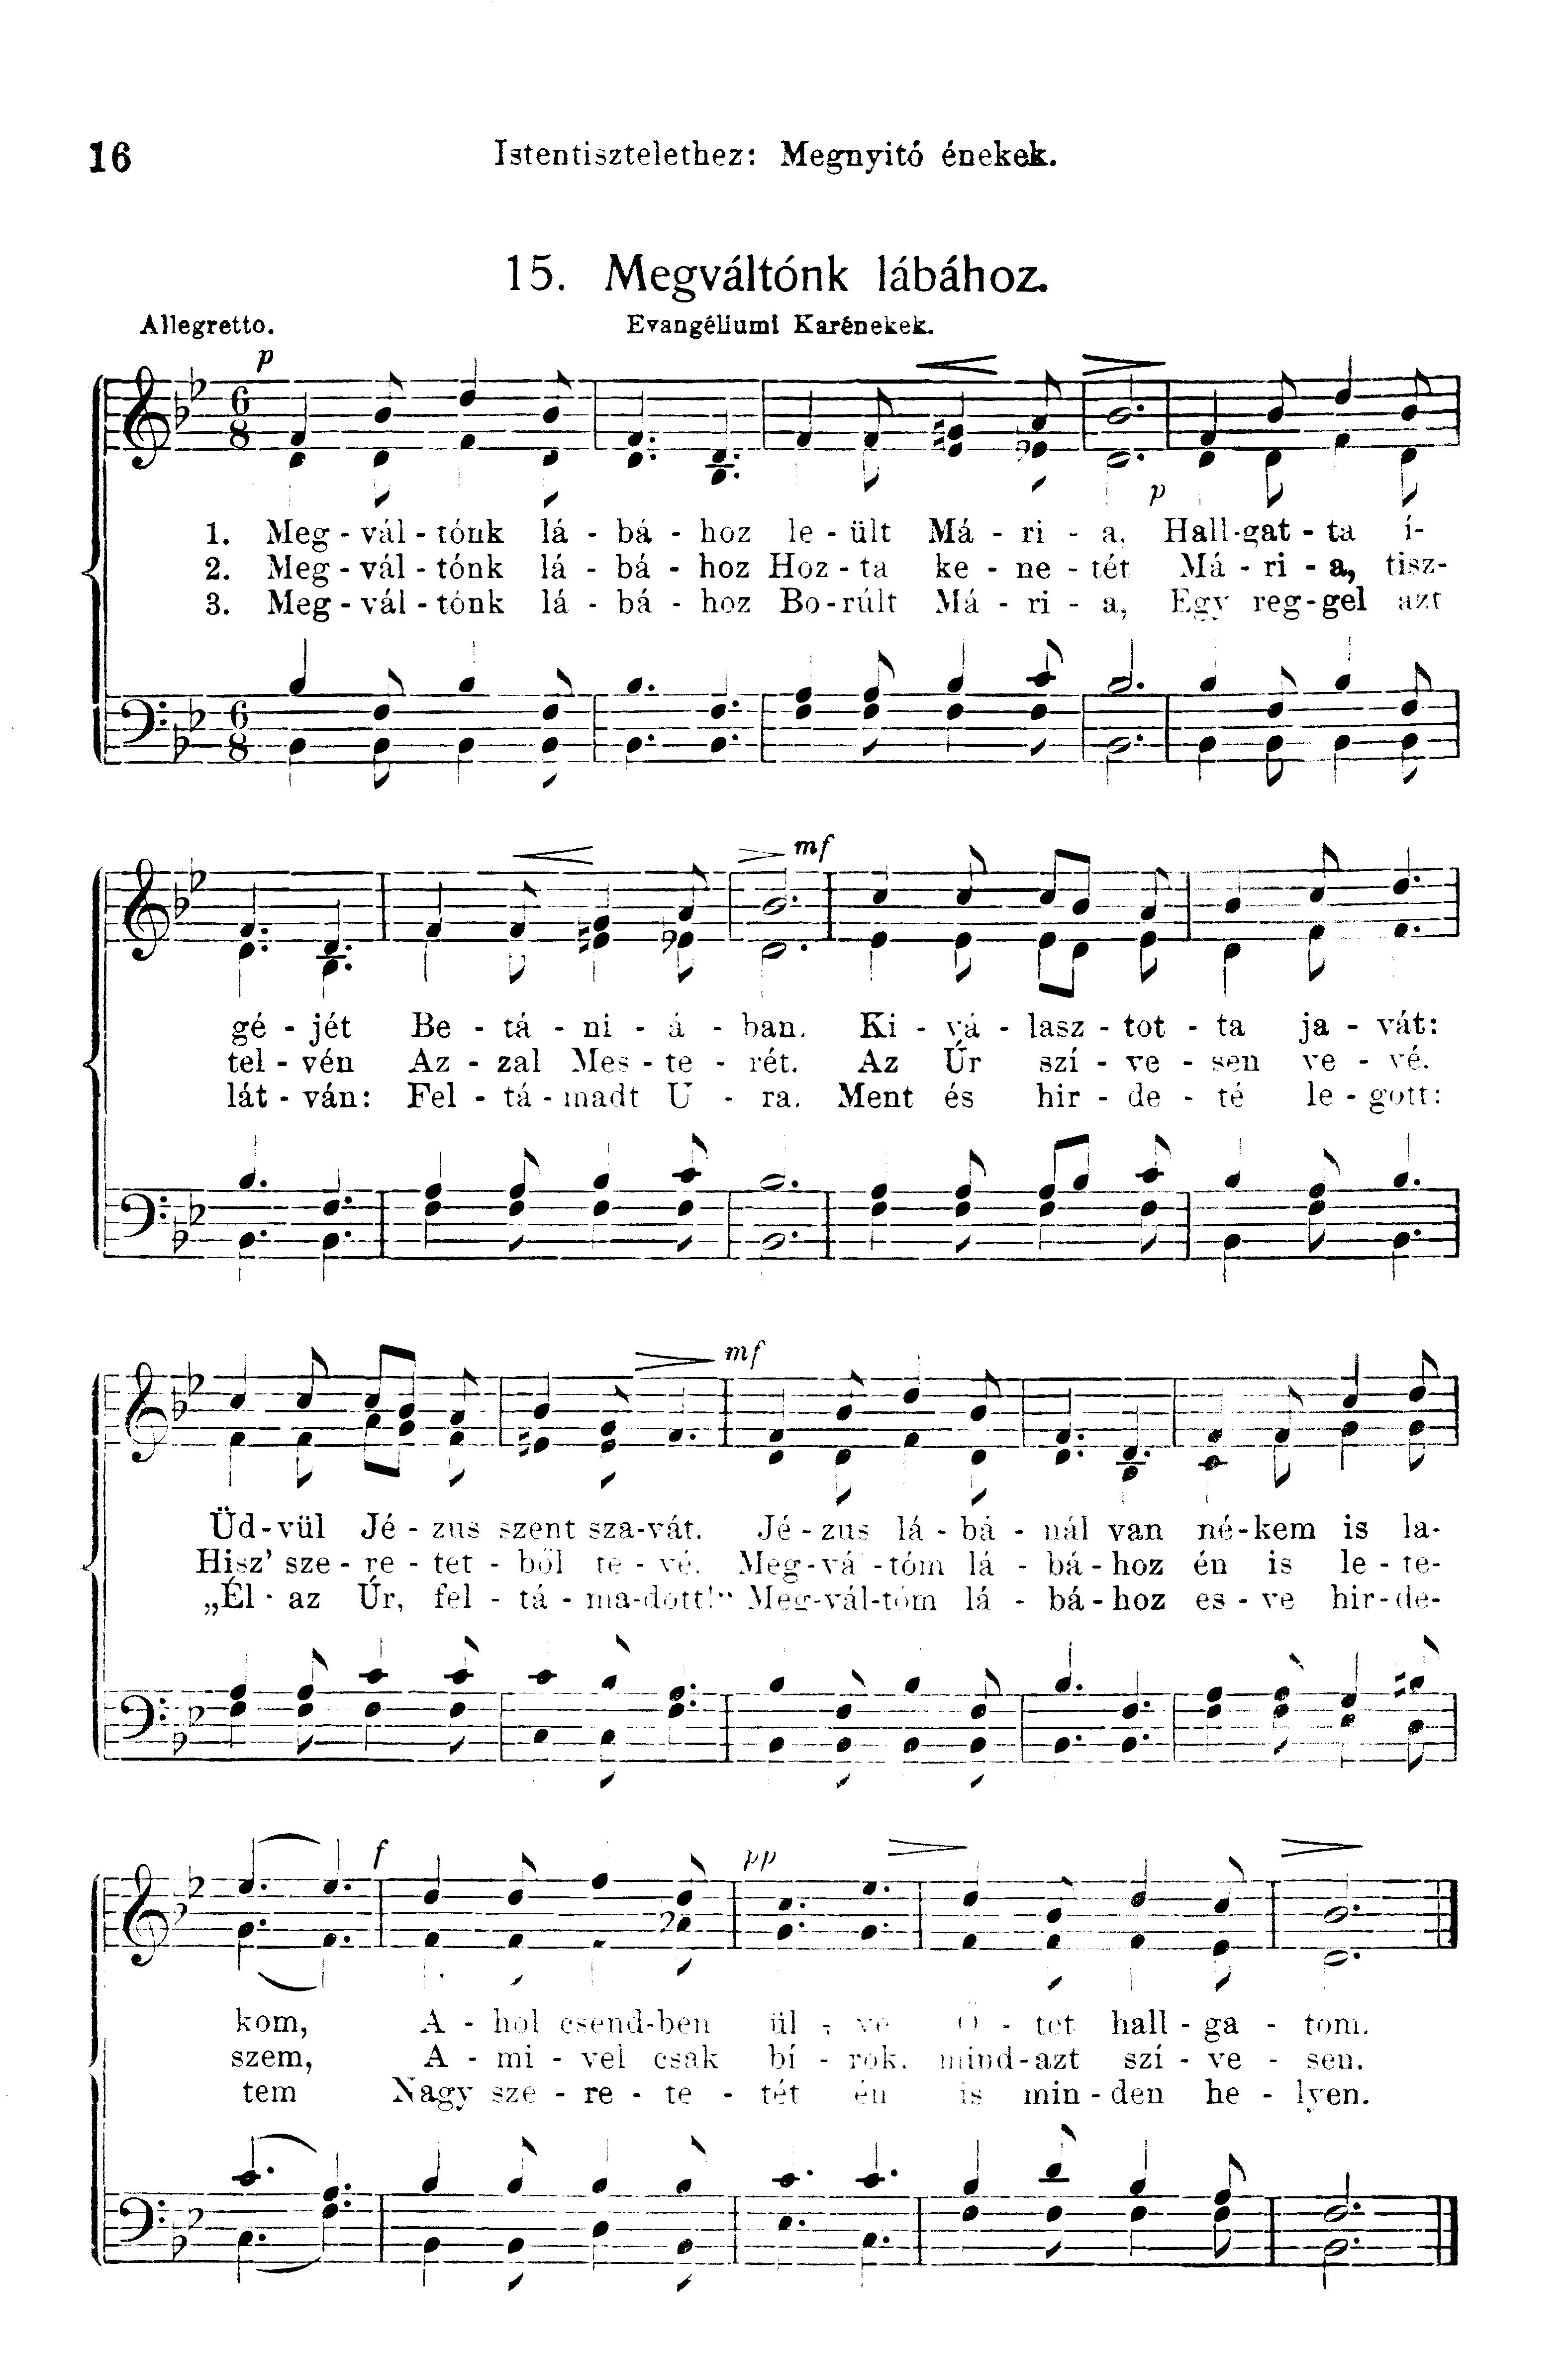 16
Istentisztelethez: Megnyitó énekek.
15. Megváltónk lábához.
Allegretto.
Evangéliumi Karénekek.
p
p
1. Meg - vál - tónk lá - bá - hoz le - ült Má - ri - a. Hall-gat - ta í-
2. Meg - vál - tónk lá - bá - hoz Hoz - ta ke - ne - tét Má - ri - a, tisz-
3. Meg - vál - tónk lá - bá - hoz Bo-rúlt Má - ri - a, Egy reg-gel azt
mf
gé - jét Be - tá - ni - á - ban. Ki - vá - lasz - tot - ta ja - vát:
tel - vén Az - zal Mes - te - rét. Az Úr szí - ve - sen ve - vé.
lát - ván: Fel - tá - madt U - ra. Ment és hir - de - té le - gott:
mf
Üd-vül Jé - zus szent sza-vát. Jé - zus lá - bá - nál van né-kem is la-
Hisz' sze - re - tet - ből te - vé. Meg-vá -tóm lá - bá-hoz én is le - te-
„Él - az Úr, fel - tá - ma-dott!" Meg-vál-tóm lá - bá-hoz es - ve hir-de-
f
pp
kom, A - hol csend-ben ül - ve Ő - tet hall - ga - tom.
szem, A - mi - vel csak bí - rok. mind-azt szí - ve - sen.
tem Nagy sze - re - te - tét én is min - den he - lyen.